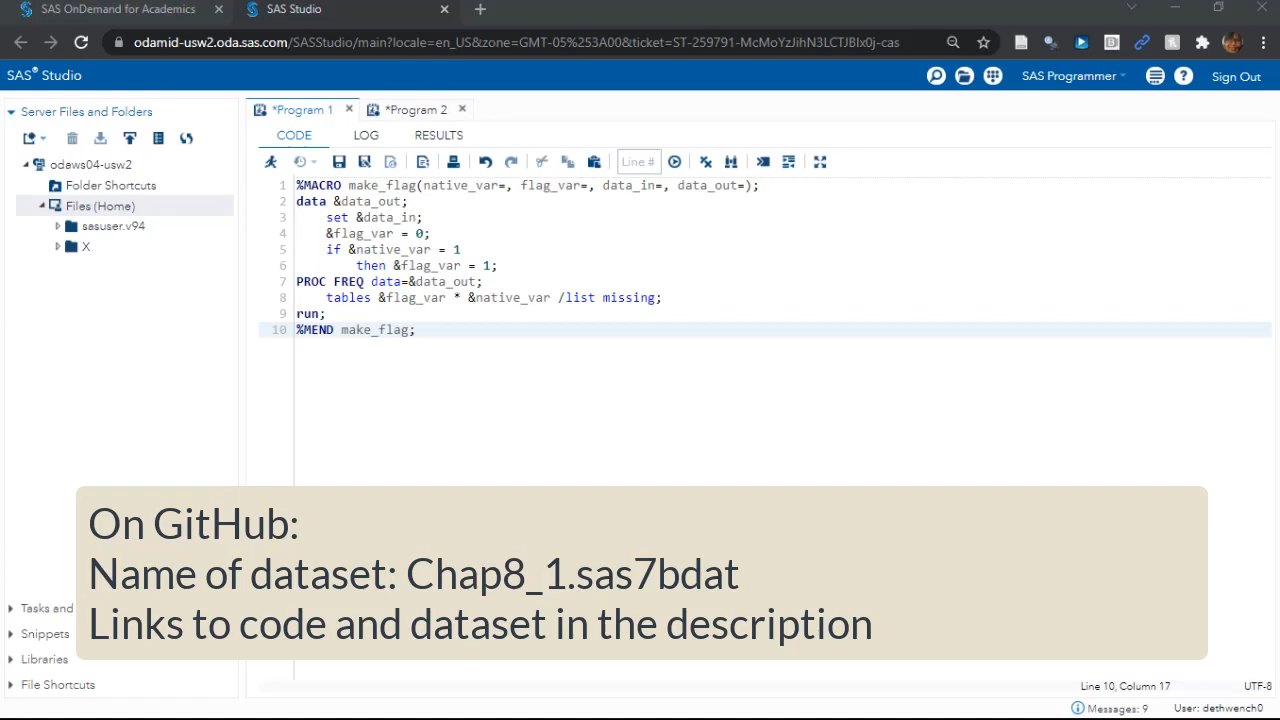 SAS OnDemand for Academics
SAS Studio
odamid-usw2.oda.sas.com/SASStudio/main?locale=en_US&zone=GMT-05%253A00&ticket=ST-259791-McMoYzJihN3LCTJBIx0j-cas
SAS® Studio
SAS Programmer
Sign Out
Server Files and Folders
odaws04-usw2
Folder Shortcuts
Files (Home)
sasuser.v94
X
Tasks and
Snippets
Libraries
File Shortcuts
*Program 1
*Program 2
CODE LOG RESULTS
Line #
1 %MACRO make_flag(native_var=, flag_var=, data_in=, data_out=);
2 data &data_out;
3 set &data_in;
4 &flag_var = 0;
5 if &native_var = 1
6 then &flag_var = 1;
7 PROC FREQ data=&data_out;
8 tables &flag_var * &native_var /list missing;
9 run;
10 %MEND make_flag;
On GitHub:
Name of dataset: Chap8_1.sas7bdat
Links to code and dataset in the description
Line 10, Column 17 UTF-8
Messages: 9 User: dethwench0